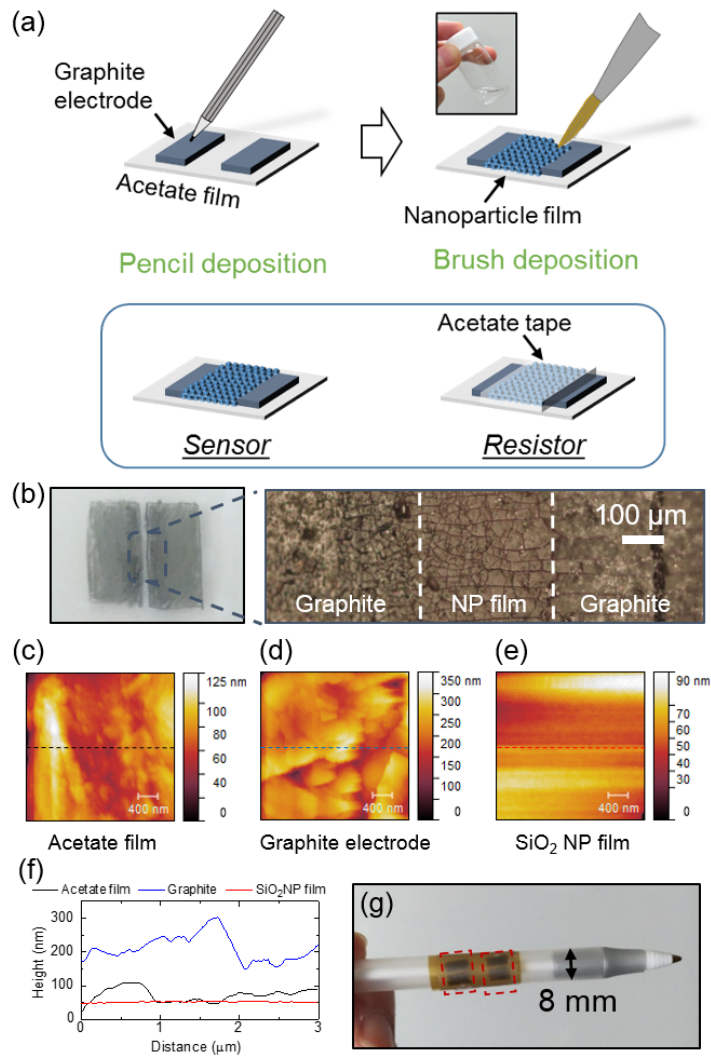 (a)
Graphite
electrode
Acetate film
Nanoparticle film
Pencil deposition
Brush deposition
Acetate tape
Sensor
Resistor
(b)
100 µm
Graphite
NP film
Graphite
(c)
(d)
(e)
125 nm
100
80
60
40
20
0
400 nm
350 nm
300
250
200
150
100
50
0
400 nm
90 nm
70
60
50
40
30
0
400 nm
Acetate film
Graphite electrode
SiO₂ NP film
(f)
Acetate film
Graphite
SiO₂NP film
Height (nm)
300
200
100
0
0
1
2
3
Distance (µm)
(g)
8 mm